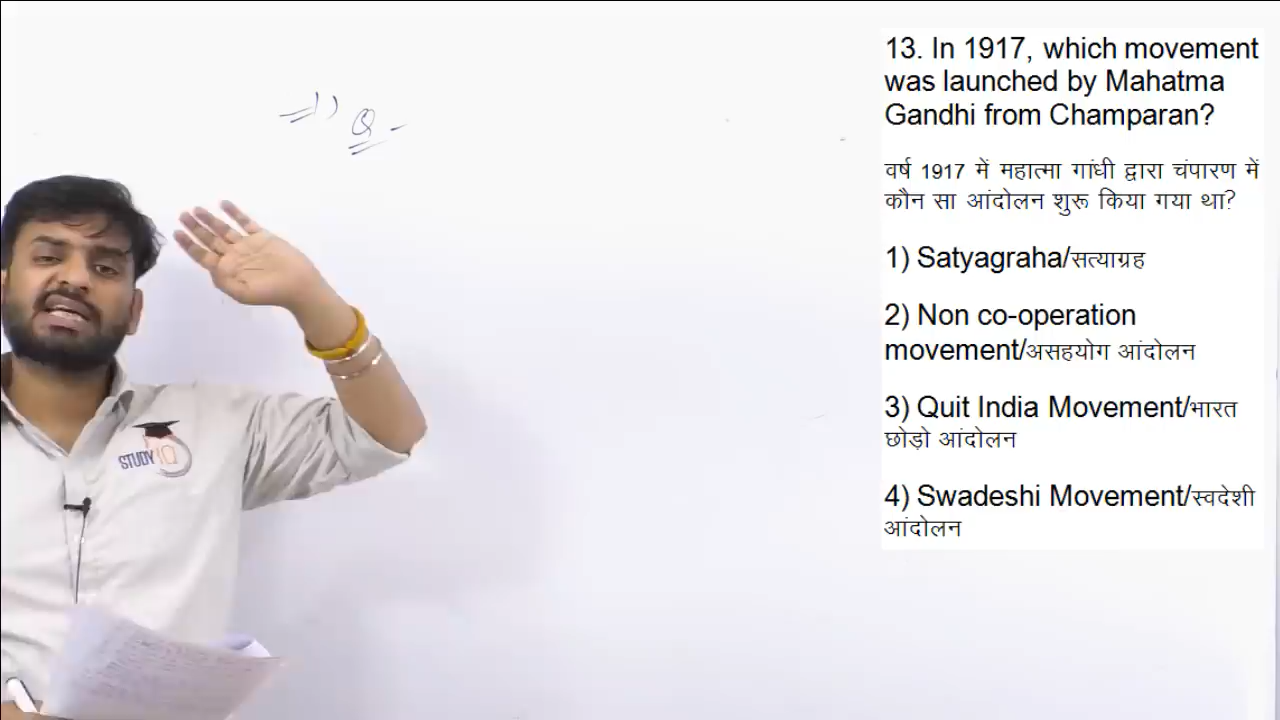 Q -
STUDY IQ
13. In 1917, which movement
was launched by Mahatma
Gandhi from Champaran?
वर्ष 1917 में महात्मा गांधी द्वारा चंपारण में
कौन सा आंदोलन शुरू किया गया था?
1) Satyagraha/सत्याग्रह
2) Non co-operation
movement/असहयोग आंदोलन
3) Quit India Movement/भारत
छोड़ो आंदोलन
4) Swadeshi Movement/स्वदेशी
आंदोलन